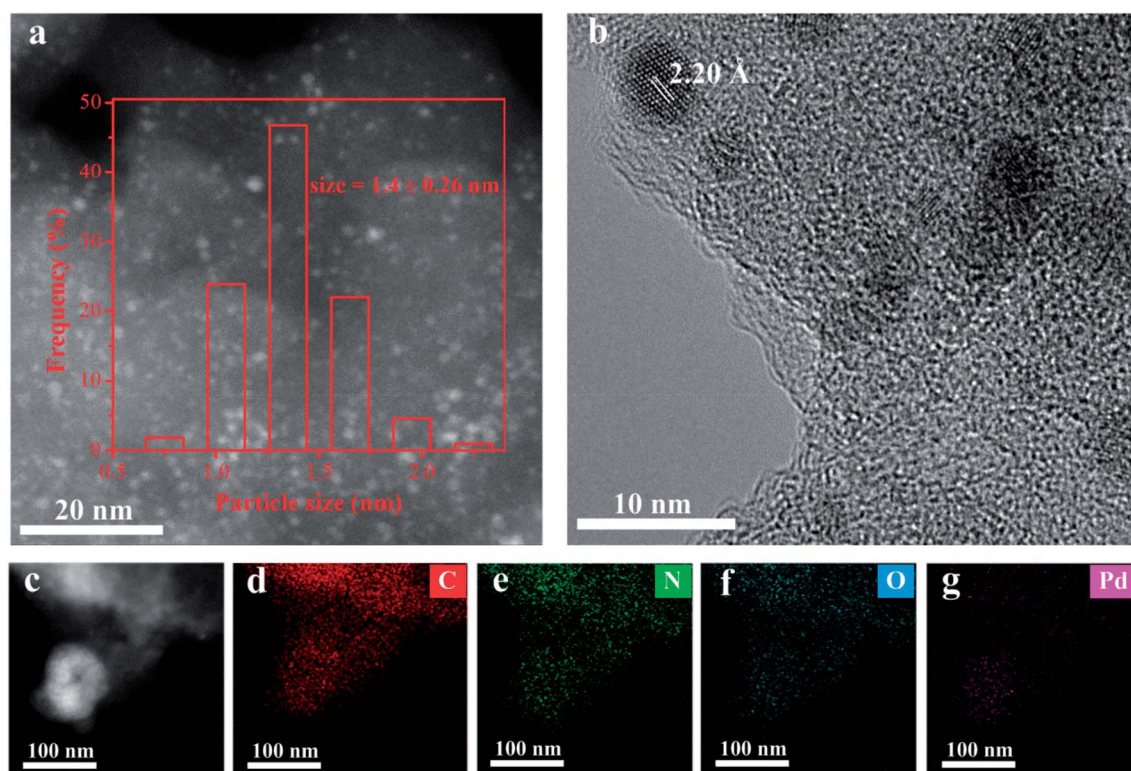 a
50
40
30
20
10
0
Frequency (%)
size = 1.4 ± 0.26 nm
0.5 1.0 1.5 2.0
Particle size (nm)
20 nm
b
2.20 Å
10 nm
c
100 nm
d
C
100 nm
e
N
100 nm
f
O
100 nm
g
Pd
100 nm